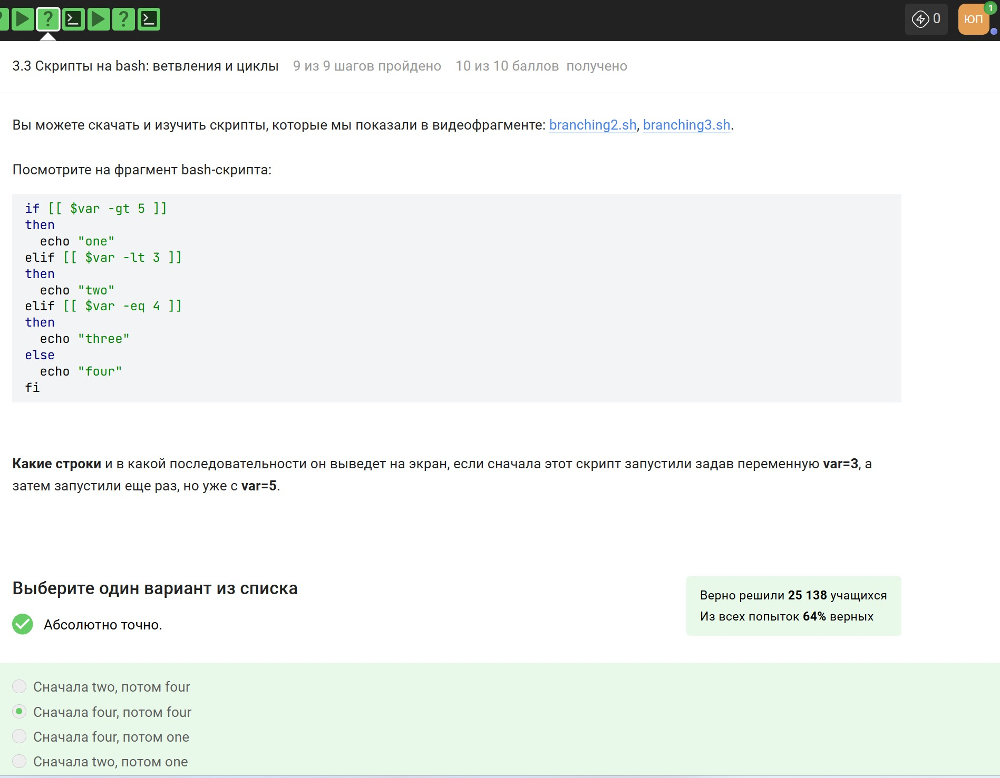 0
ЮП
1
3.3 Скрипты на bash: ветвления и циклы 9 из 9 шагов пройдено 10 из 10 баллов получено
Вы можете скачать и изучить скрипты, которые мы показали в видеофрагменте: branching2.sh, branching3.sh.
Посмотрите на фрагмент bash-скрипта:
if [[ $var -gt 5 ]]
then
  echo "one"
elif [[ $var -lt 3 ]]
then
  echo "two"
elif [[ $var -eq 4 ]]
then
  echo "three"
else
  echo "four"
fi
Какие строки и в какой последовательности он выведет на экран, если сначала этот скрипт запустили задав переменную var=3, а
затем запустили еще раз, но уже с var=5.
Выберите один вариант из списка
Абсолютно точно.
Верно решили 25 138 учащихся
Из всех попыток 64% верных
Сначала two, потом four
Сначала four, потом four
Сначала four, потом one
Сначала two, потом one